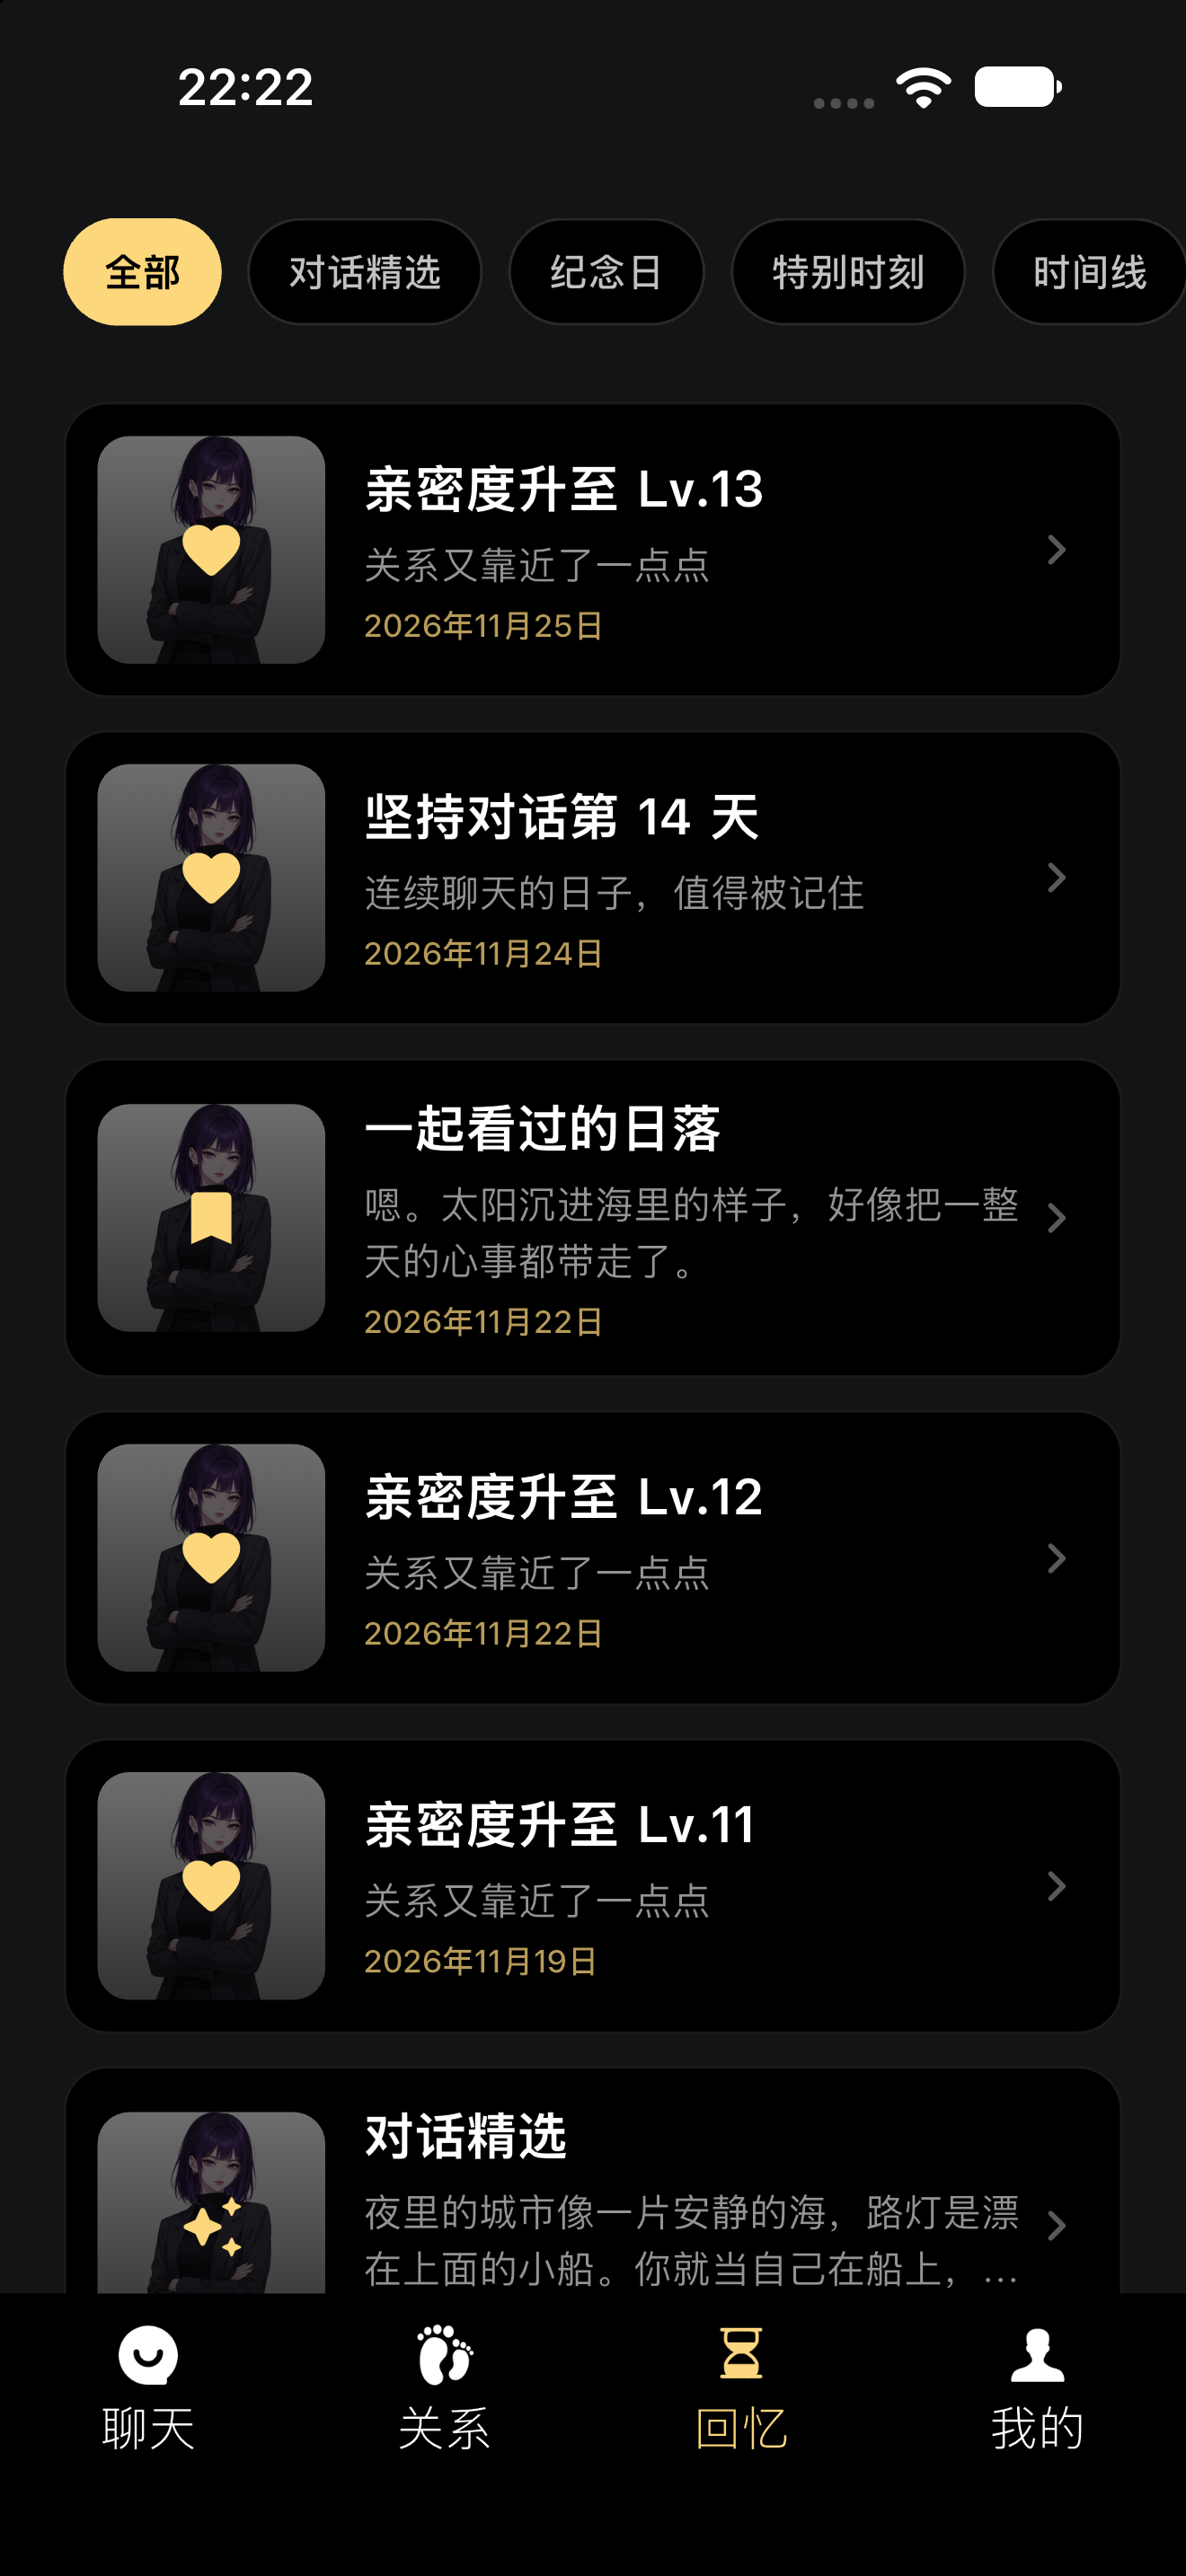 22:22
全部
对话精选
纪念日
特别时刻
时间线
亲密度升至 Lv.13
关系又靠近了一点点
2026年11月25日
坚持对话第 14 天
连续聊天的日子，值得被记住
2026年11月24日
一起看过的日落
嗯。太阳沉进海里的样子，好像把一整
天的心事都带走了。
2026年11月22日
亲密度升至 Lv.12
关系又靠近了一点点
2026年11月22日
亲密度升至 Lv.11
关系又靠近了一点点
2026年11月19日
对话精选
夜里的城市像一片安静的海，路灯是漂
在上面的小船。你就当自己在船上，...
聊天
关系
回忆
我的